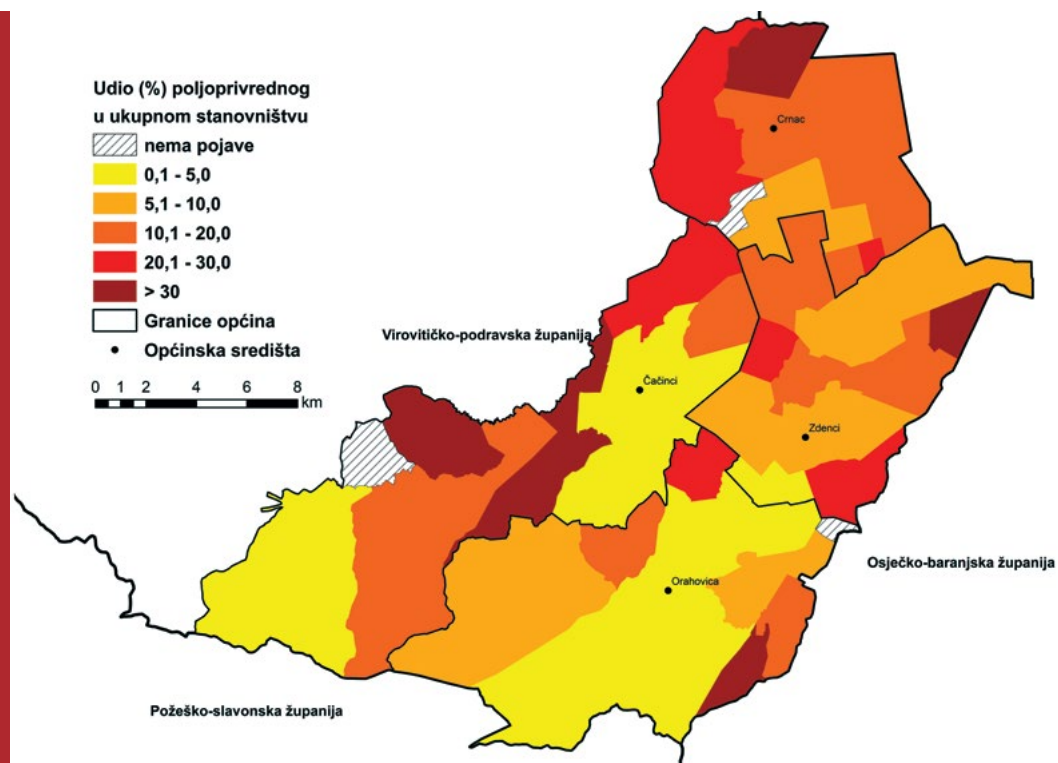 Udio (%) poljoprivrednog
u ukupnom stanovništvu
nema pojave
0,1 - 5,0
5,1 - 10,0
10,1 - 20,0
20,1 - 30,0
> 30
Granice općina
Općinska središta
0 1 2 4 6 8
km
Crnac
Virovitičko-podravska županija
Čačinci
Zdenci
Osječko-baranjska županija
Orahovica
Požeško-slavonska županija